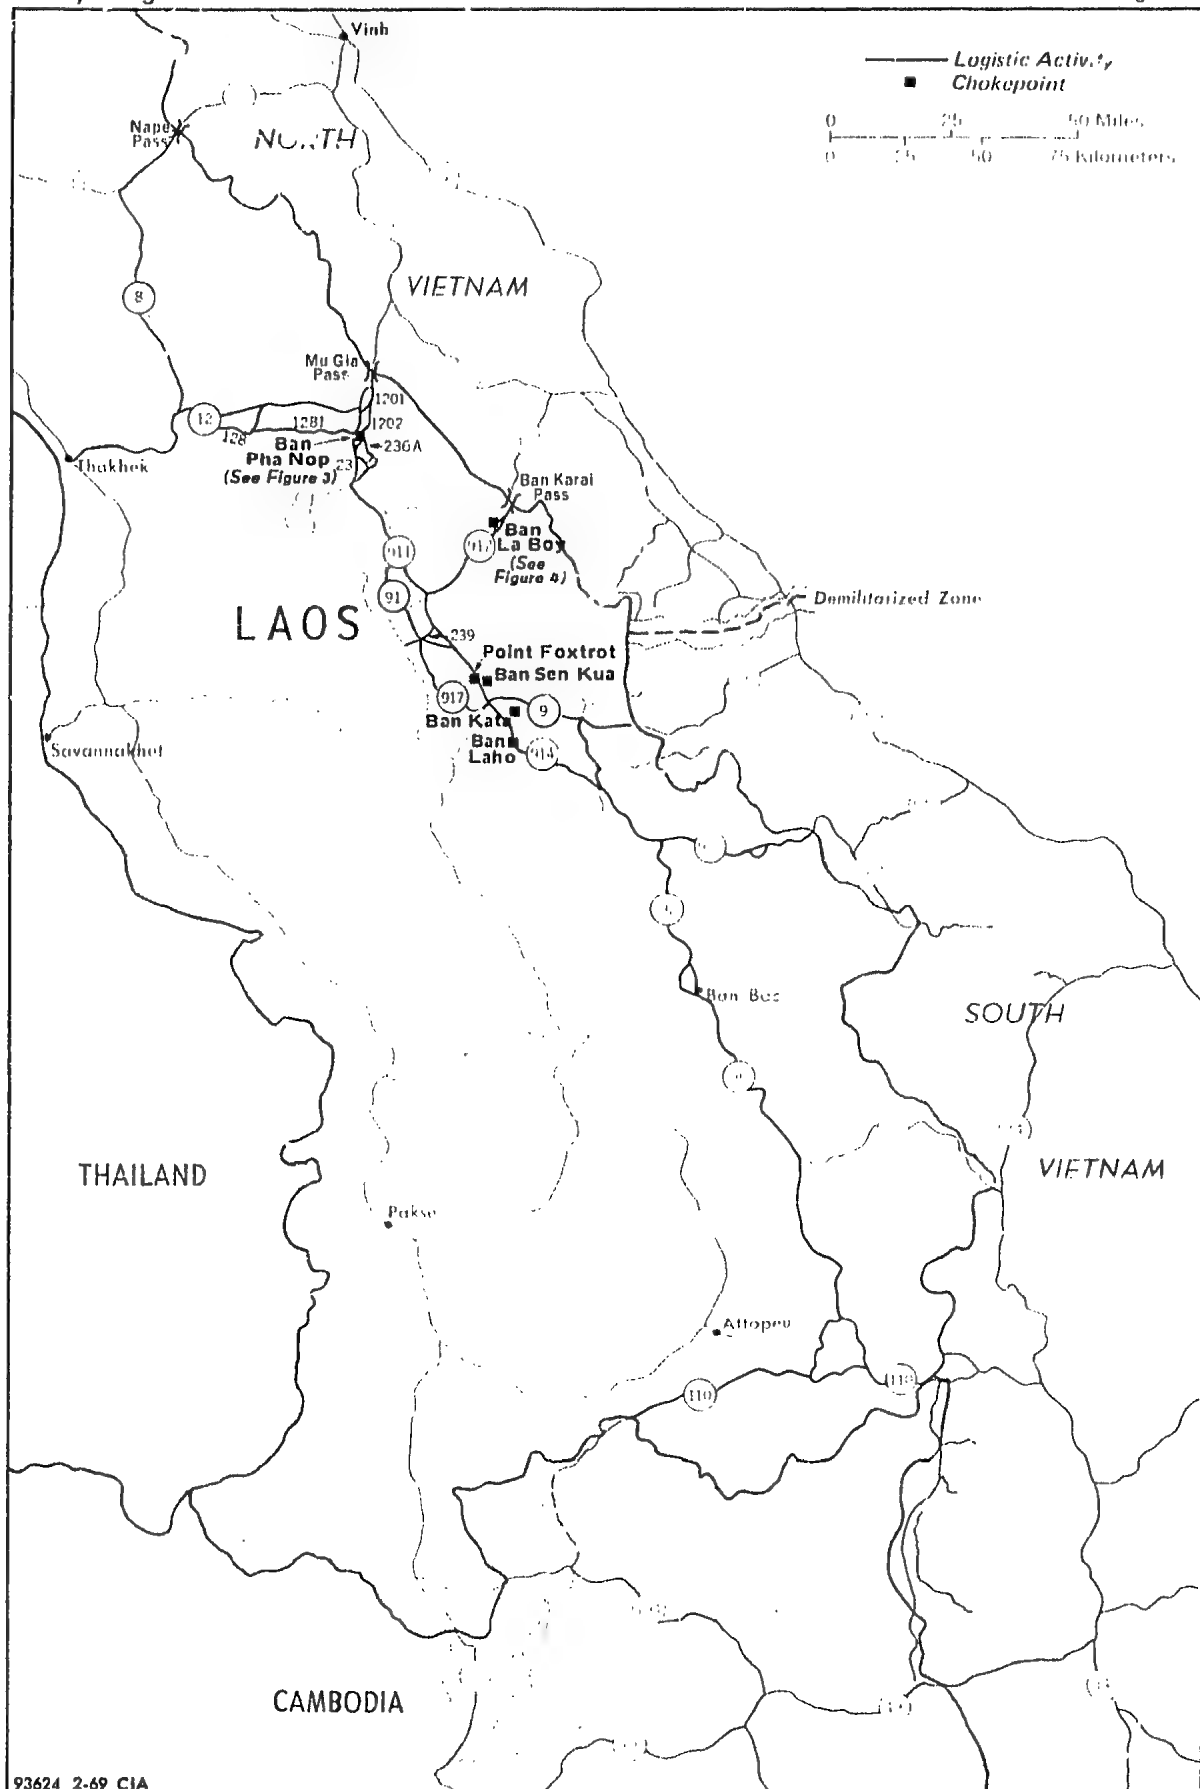 Vinh
Logistic Activity
Chokepoint
0 25 50 Miles
0 25 50 75 Kilometers
Nape
Pass
VIETNAM
8
Mu Gia
Pass
1201
12
1281
1202
128
Ban
Pha Nop
(See Figure 3)
236A
23
Thakhek
Ban Karai
Pass
Ban
La Boy
(See
Figure 4)
911
912
91
Demilitarized Zone
LAOS
239
Point Foxtrot
Ban Sen Kua
917
9
Ban Kata
Ban
Laho
914
Savannakhet
Ban Bac
SOUTH
THAILAND
VIETNAM
Pakse
Attopeu
110
110
CAMBODIA
93624 2-69 CIA